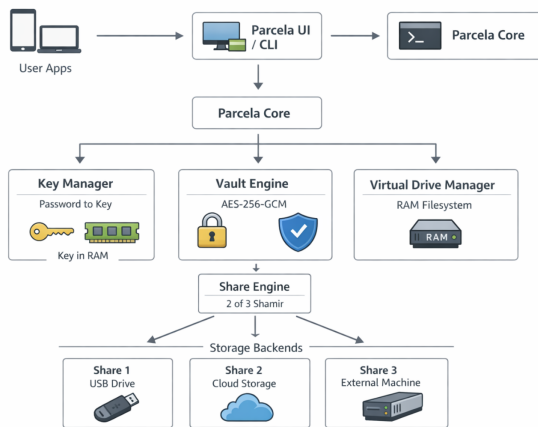 User Apps
Parcela UI
/ CLI
>_ Parcela Core
Parcela Core
Key Manager
Password to Key
Key in RAM
Vault Engine
AES-256-GCM
Virtual Drive Manager
RAM Filesystem
RAM
Share Engine
2 of 3 Shamir
Storage Backends
Share 1
USB Drive
Share 2
Cloud Storage
Share 3
External Machine